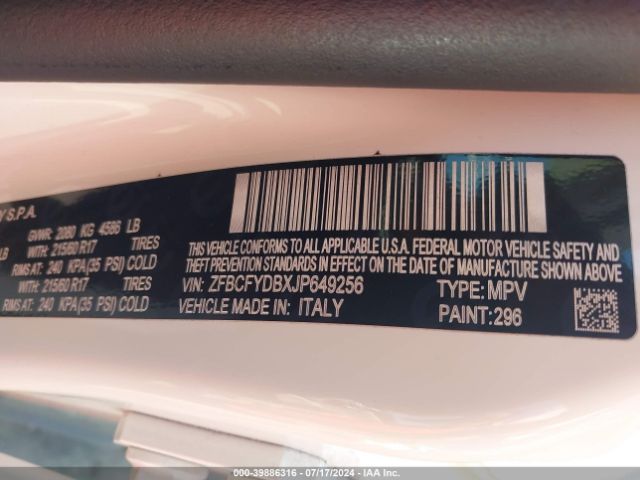 Y S.P.A.
GVWR: 2080 KG 4586 LB
LB WITH: 215/60 R17 TIRES
RIMS AT: 240 KPA(35 PSI) COLD
WITH: 215/60 R17 TIRES
RIMS AT: 240 KPA(35 PSI) COLD
THIS VEHICLE CONFORMS TO ALL APPLICABLE U.S.A. FEDERAL MOTOR VEHICLE SAFETY AND
THEFT PREVENTION STANDARDS IN EFFECT ON THE DATE OF MANUFACTURE SHOWN ABOVE
VIN: ZFBCFYDBXJP649256 TYPE: MPV
VEHICLE MADE IN: ITALY PAINT: 296
000-39886316 - 07/17/2024 - IAA Inc.